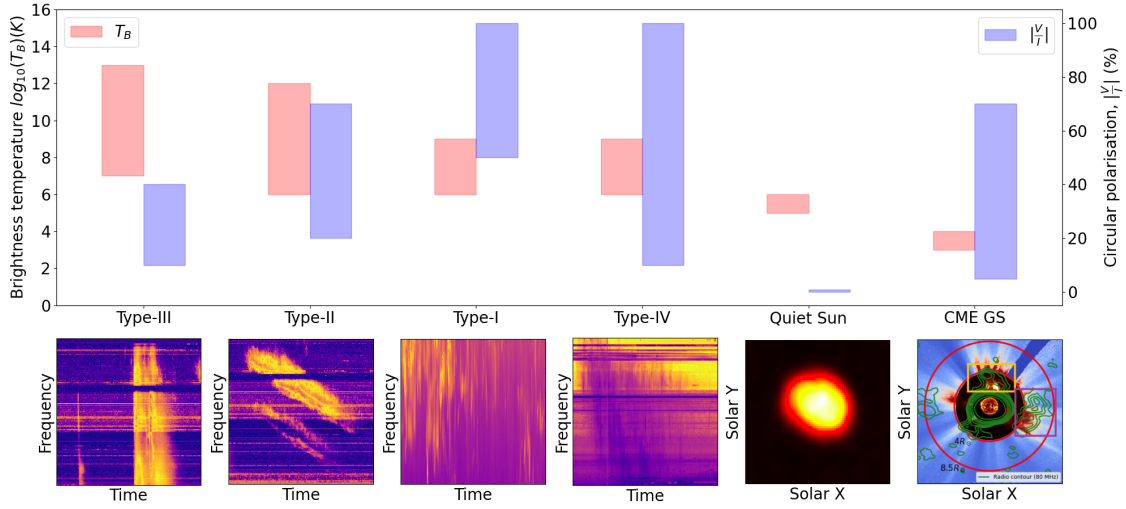 16
14
12
10
8
6
4
2
0
Brightness temperature log₁₀(T_B)(K)
T_B
|V/I|
100
80
60
40
20
0
Circular polarisation, |V/I| (%)
Type-III
Type-II
Type-I
Type-IV
Quiet Sun
CME GS
Frequency
Time
Frequency
Time
Frequency
Time
Frequency
Time
Solar Y
Solar X
Solar Y
4R
8.5R
Radio contour (80 MHz)
Solar X